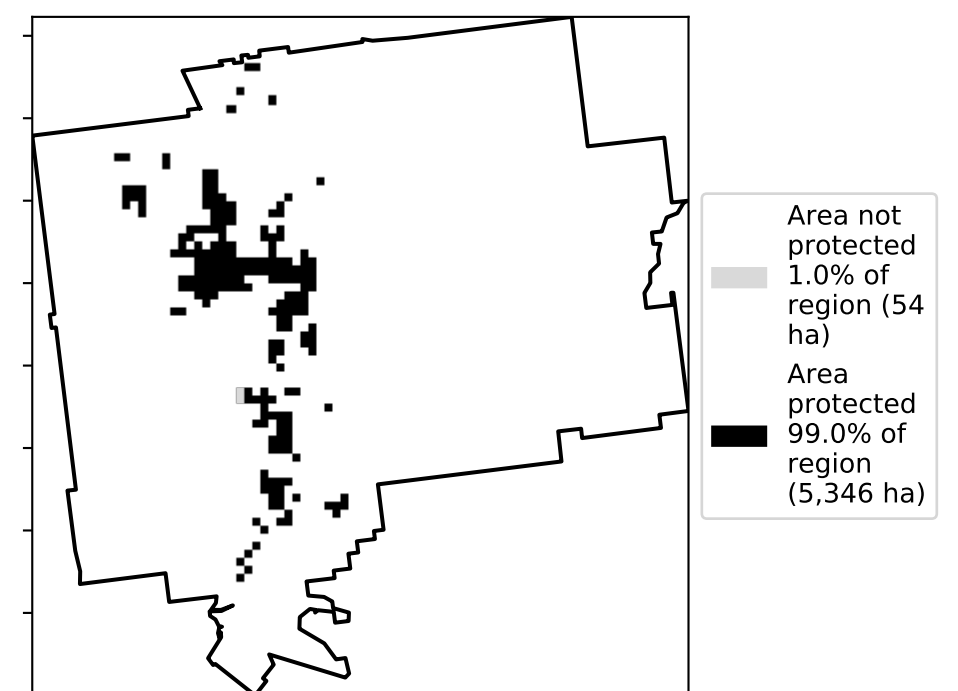 Area not
protected
1.0% of
region (54
ha)
Area
protected
99.0% of
region
(5,346 ha)